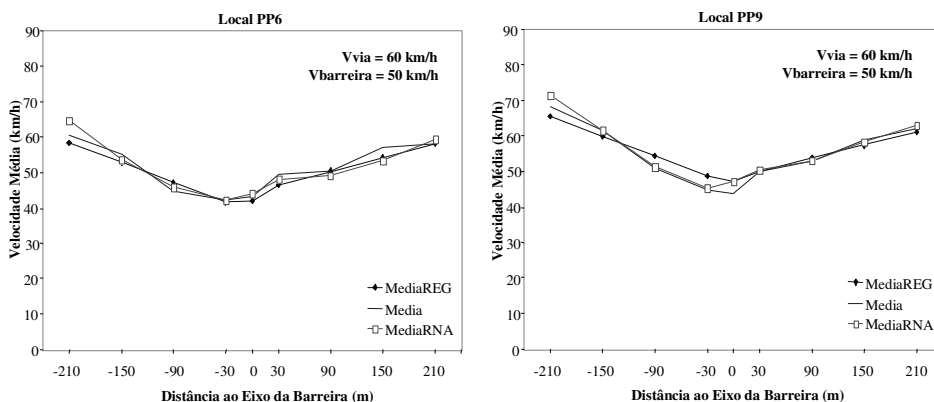 Local PP6
90
80
70
60
50
40
30
20
10
0
Velocidade Média (km/h)
Vvia = 60 km/h
Vbarreira = 50 km/h
MediaREG
Media
MediaRNA
-210 -150 -90 -30 0 30 90 150 210
Distância ao Eixo da Barreira (m)
Local PP9
90
80
70
60
50
40
30
20
10
0
Velocidade Média (km/h)
Vvia = 60 km/h
Vbarreira = 50 km/h
MediaREG
Media
MediaRNA
-210 -150 -90 -30 0 30 90 150 210
Distância ao Eixo da Barreira (m)